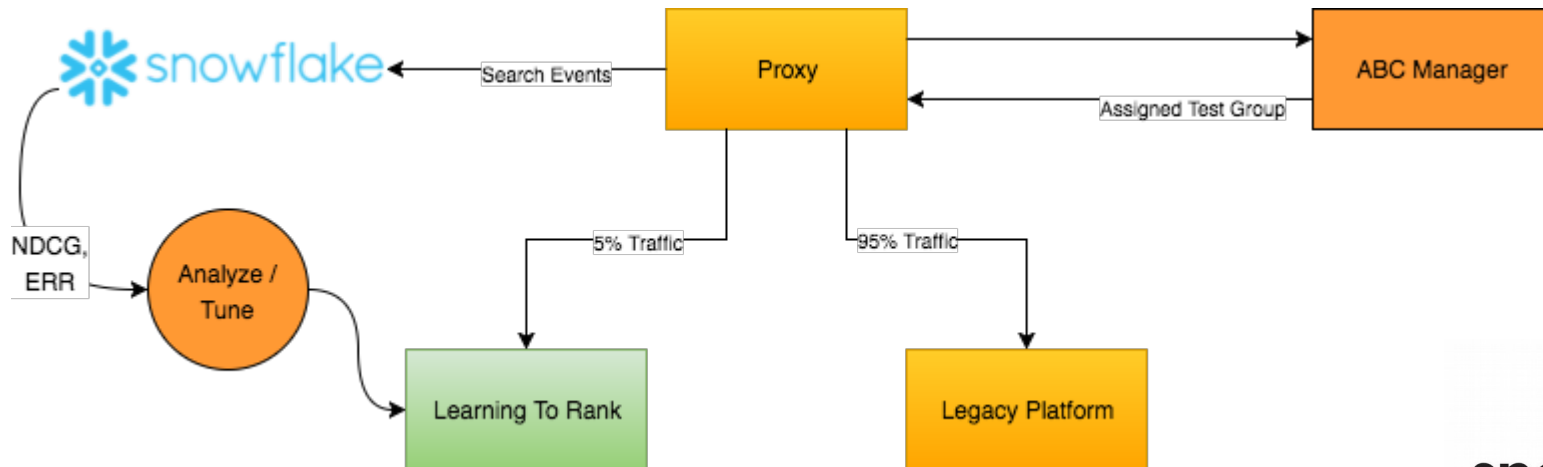 snowflake
Search Events
Proxy
ABC Manager
Assigned Test Group
NDCG,
ERR
Analyze /
Tune
5% Traffic
95% Traffic
Learning To Rank
Legacy Platform